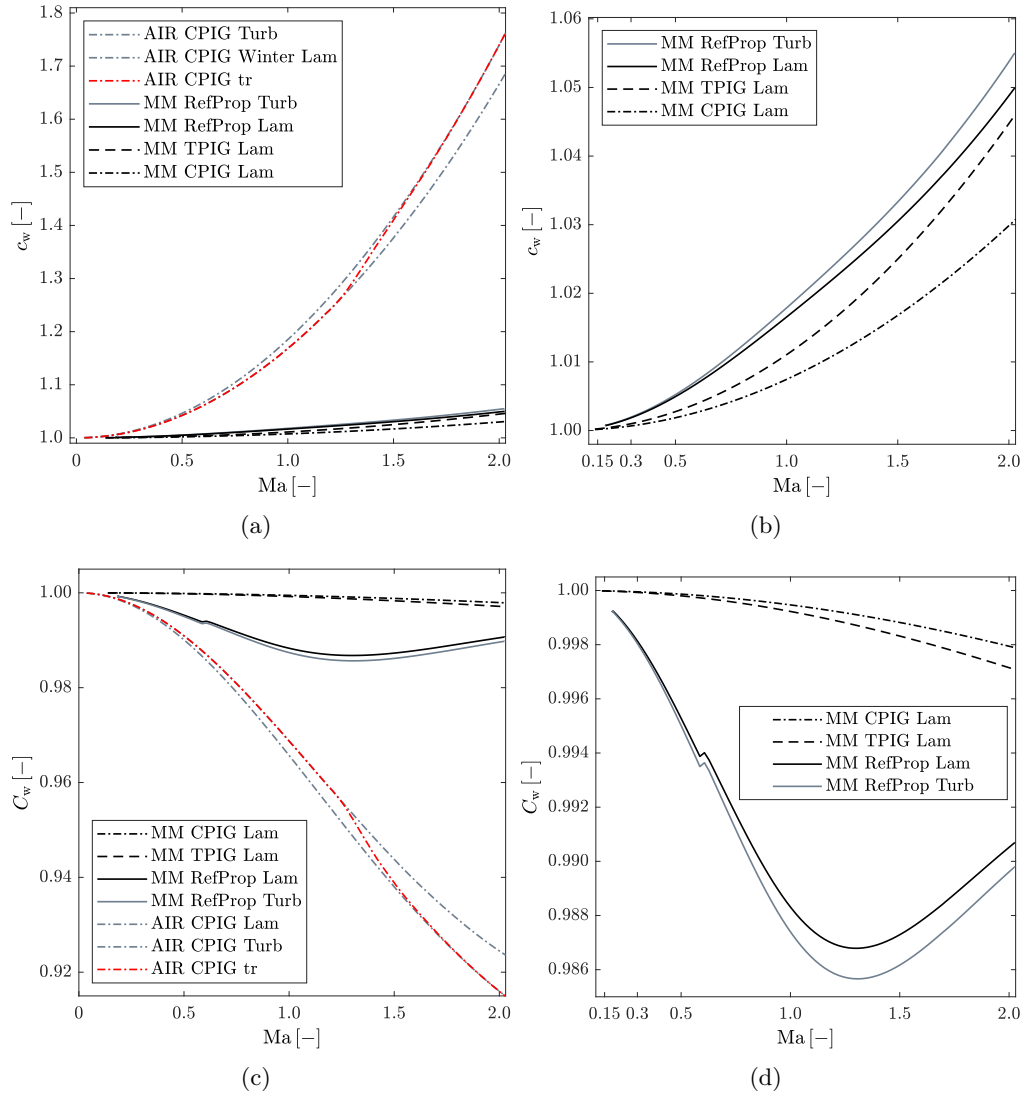 1.8
1.7
1.6
1.5
1.4
1.3
1.2
1.1
1.0
c_w [−]
AIR CPIG Turb
AIR CPIG Winter Lam
AIR CPIG tr
MM RefProp Turb
MM RefProp Lam
MM TPIG Lam
MM CPIG Lam
0 0.5 1.0 1.5 2.0
Ma [−]
(a)
1.06
1.05
1.04
1.03
1.02
1.01
1.00
c_w [−]
MM RefProp Turb
MM RefProp Lam
MM TPIG Lam
MM CPIG Lam
0.15 0.3 0.5 1.0 1.5 2.0
Ma [−]
(b)
1.00
0.98
0.96
0.94
0.92
C_w [−]
MM CPIG Lam
MM TPIG Lam
MM RefProp Lam
MM RefProp Turb
AIR CPIG Lam
AIR CPIG Turb
AIR CPIG tr
0 0.5 1.0 1.5 2.0
Ma [−]
(c)
1.000
0.998
0.996
0.994
0.992
0.990
0.988
0.986
C_w [−]
MM CPIG Lam
MM TPIG Lam
MM RefProp Lam
MM RefProp Turb
0.15 0.3 0.5 1.0 1.5 2.0
Ma [−]
(d)